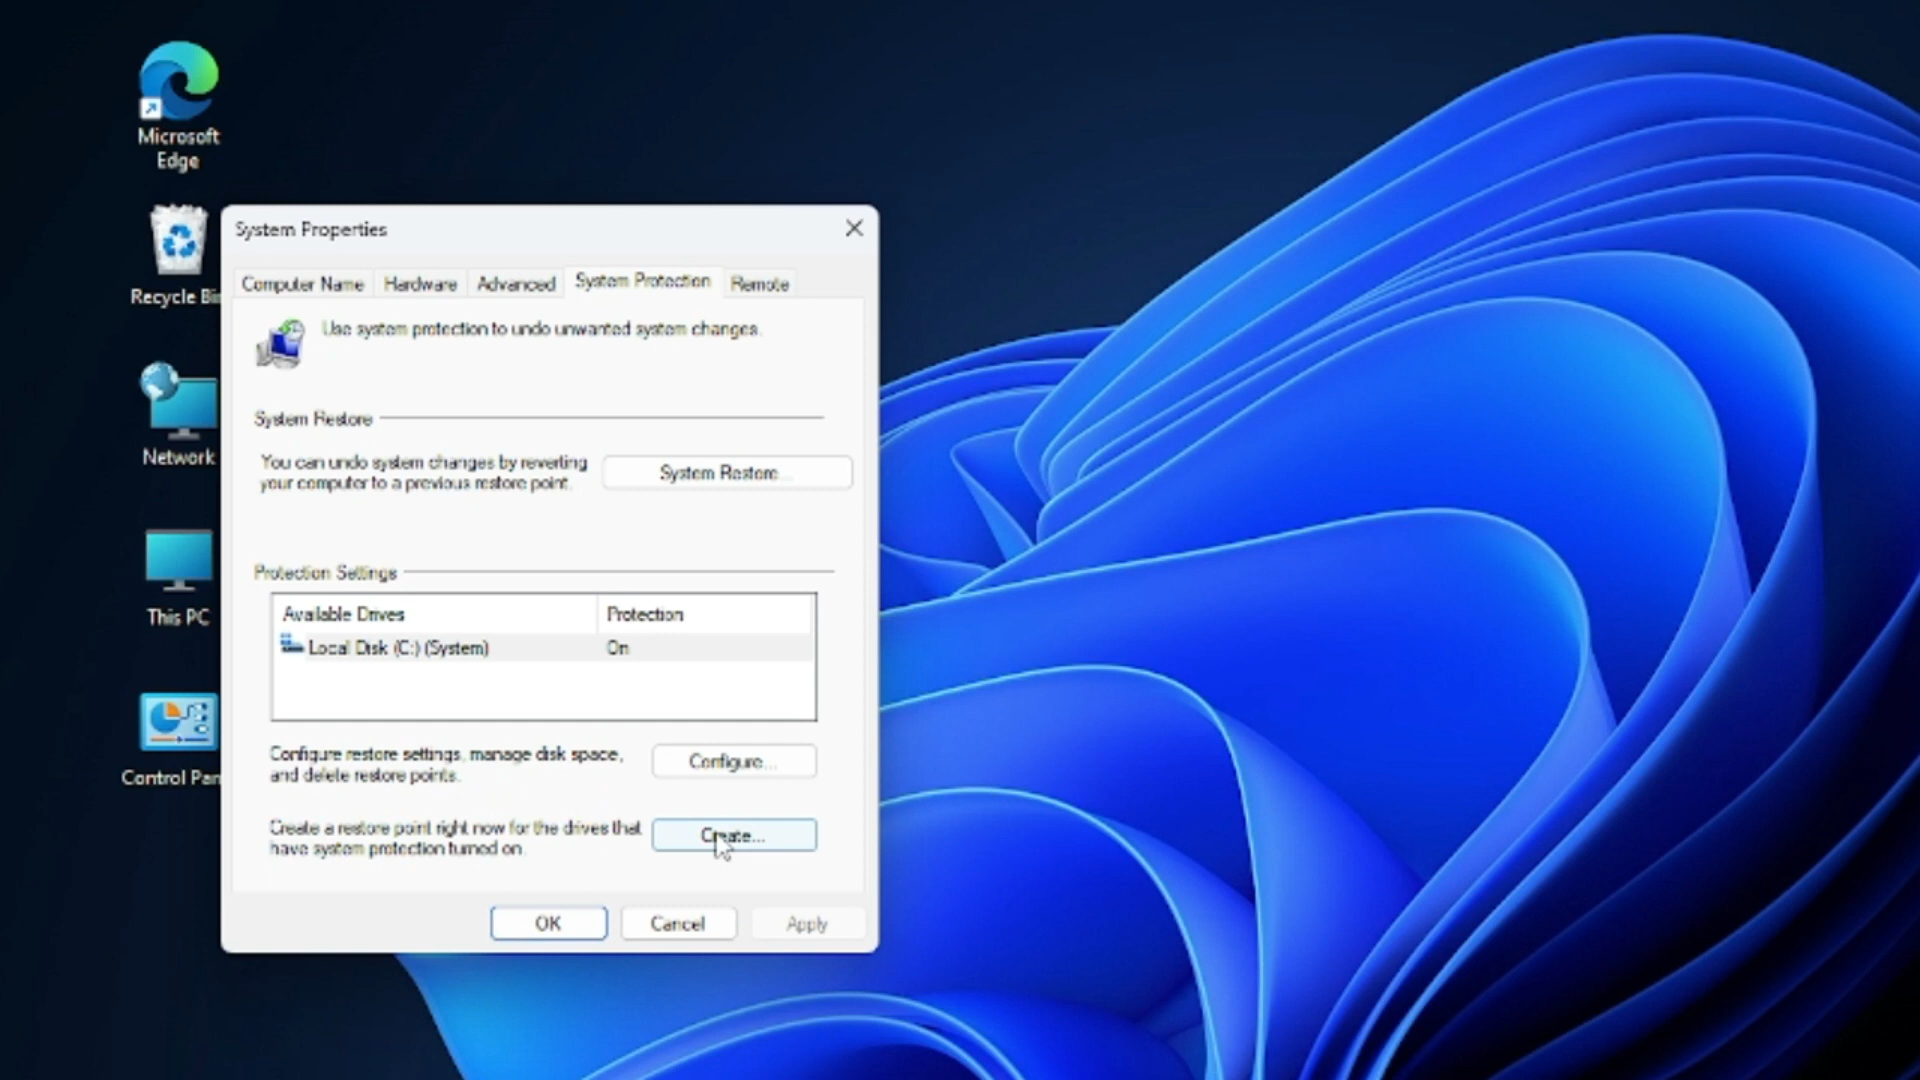 Microsoft
Edge
Recycle Bin
Network
This PC
Control Pan
System Properties
Computer Name
Hardware
Advanced
System Protection
Remote
Use system protection to undo unwanted system changes.
System Restore
You can undo system changes by reverting
your computer to a previous restore point.
System Restore...
Protection Settings
Available Drives
Protection
Local Disk (C:) (System)
On
Configure restore settings, manage disk space,
and delete restore points.
Configure...
Create a restore point right now for the drives that
have system protection turned on.
Create...
OK
Cancel
Apply